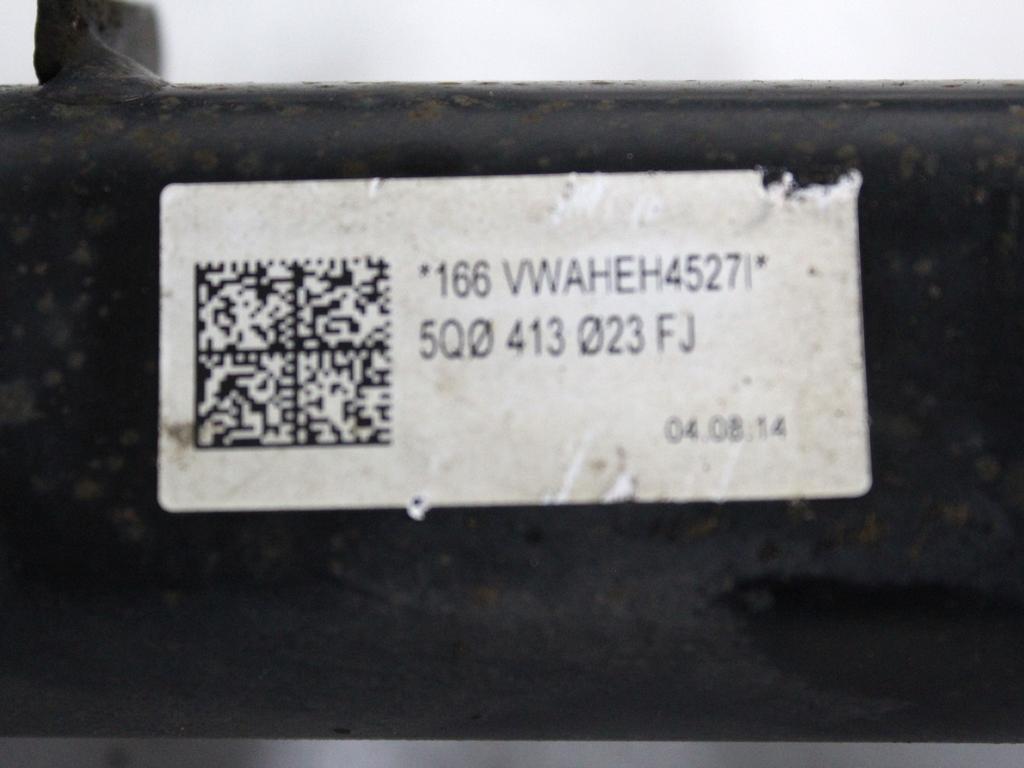 *166 VWAHEH4527I*
5QØ 413 Ø23 FJ
04.08.14